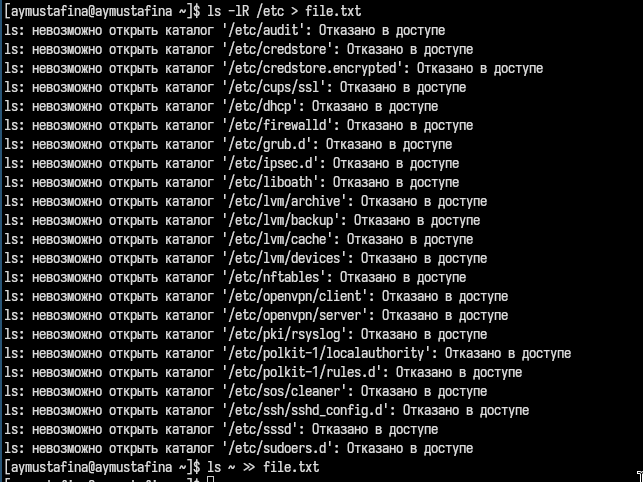 [aymustafina@aymustafina ~]$ ls -lR /etc > file.txt
ls: невозможно открыть каталог '/etc/audit': Отказано в доступе
ls: невозможно открыть каталог '/etc/credstore': Отказано в доступе
ls: невозможно открыть каталог '/etc/credstore.encrypted': Отказано в доступе
ls: невозможно открыть каталог '/etc/cups/ssl': Отказано в доступе
ls: невозможно открыть каталог '/etc/dhcp': Отказано в доступе
ls: невозможно открыть каталог '/etc/firewalld': Отказано в доступе
ls: невозможно открыть каталог '/etc/grub.d': Отказано в доступе
ls: невозможно открыть каталог '/etc/ipsec.d': Отказано в доступе
ls: невозможно открыть каталог '/etc/liboath': Отказано в доступе
ls: невозможно открыть каталог '/etc/lvm/archive': Отказано в доступе
ls: невозможно открыть каталог '/etc/lvm/backup': Отказано в доступе
ls: невозможно открыть каталог '/etc/lvm/cache': Отказано в доступе
ls: невозможно открыть каталог '/etc/lvm/devices': Отказано в доступе
ls: невозможно открыть каталог '/etc/nftables': Отказано в доступе
ls: невозможно открыть каталог '/etc/openvpn/client': Отказано в доступе
ls: невозможно открыть каталог '/etc/openvpn/server': Отказано в доступе
ls: невозможно открыть каталог '/etc/pki/rsyslog': Отказано в доступе
ls: невозможно открыть каталог '/etc/polkit-1/localauthority': Отказано в доступе
ls: невозможно открыть каталог '/etc/polkit-1/rules.d': Отказано в доступе
ls: невозможно открыть каталог '/etc/sos/cleaner': Отказано в доступе
ls: невозможно открыть каталог '/etc/ssh/sshd_config.d': Отказано в доступе
ls: невозможно открыть каталог '/etc/sssd': Отказано в доступе
ls: невозможно открыть каталог '/etc/sudoers.d': Отказано в доступе
[aymustafina@aymustafina ~]$ ls ~ >> file.txt